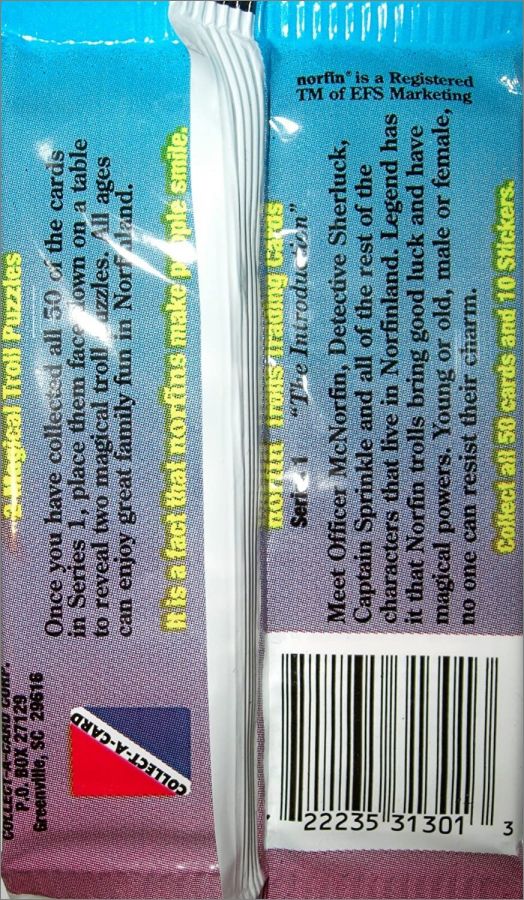 norfin® is a Registered
TM of EFS Marketing
norfin Trolls Trading Cards
Series 1 "The Introduction"
Meet Officer McNorfin, Detective Sherluck,
Captain Sprinkle and all of the rest of the
characters that live in Norfinland. Legend has
it that Norfin trolls bring good luck and have
magical powers. Young or old, male or female,
no one can resist their charm.
Collect all 50 cards and 10 Stickers.
22235 31301 3
2 Magical Troll Puzzles
Once you have collected all 50 of the cards
in Series 1, place them face down on a table
to reveal two magical troll puzzles. All ages
can enjoy great family fun in Norfinland.
It is a fact that norfins make people smile.
COLLECT-A-CARD CORP.
P.O. BOX 27129
Greenville, SC 29616
COLLECT-A-CARD